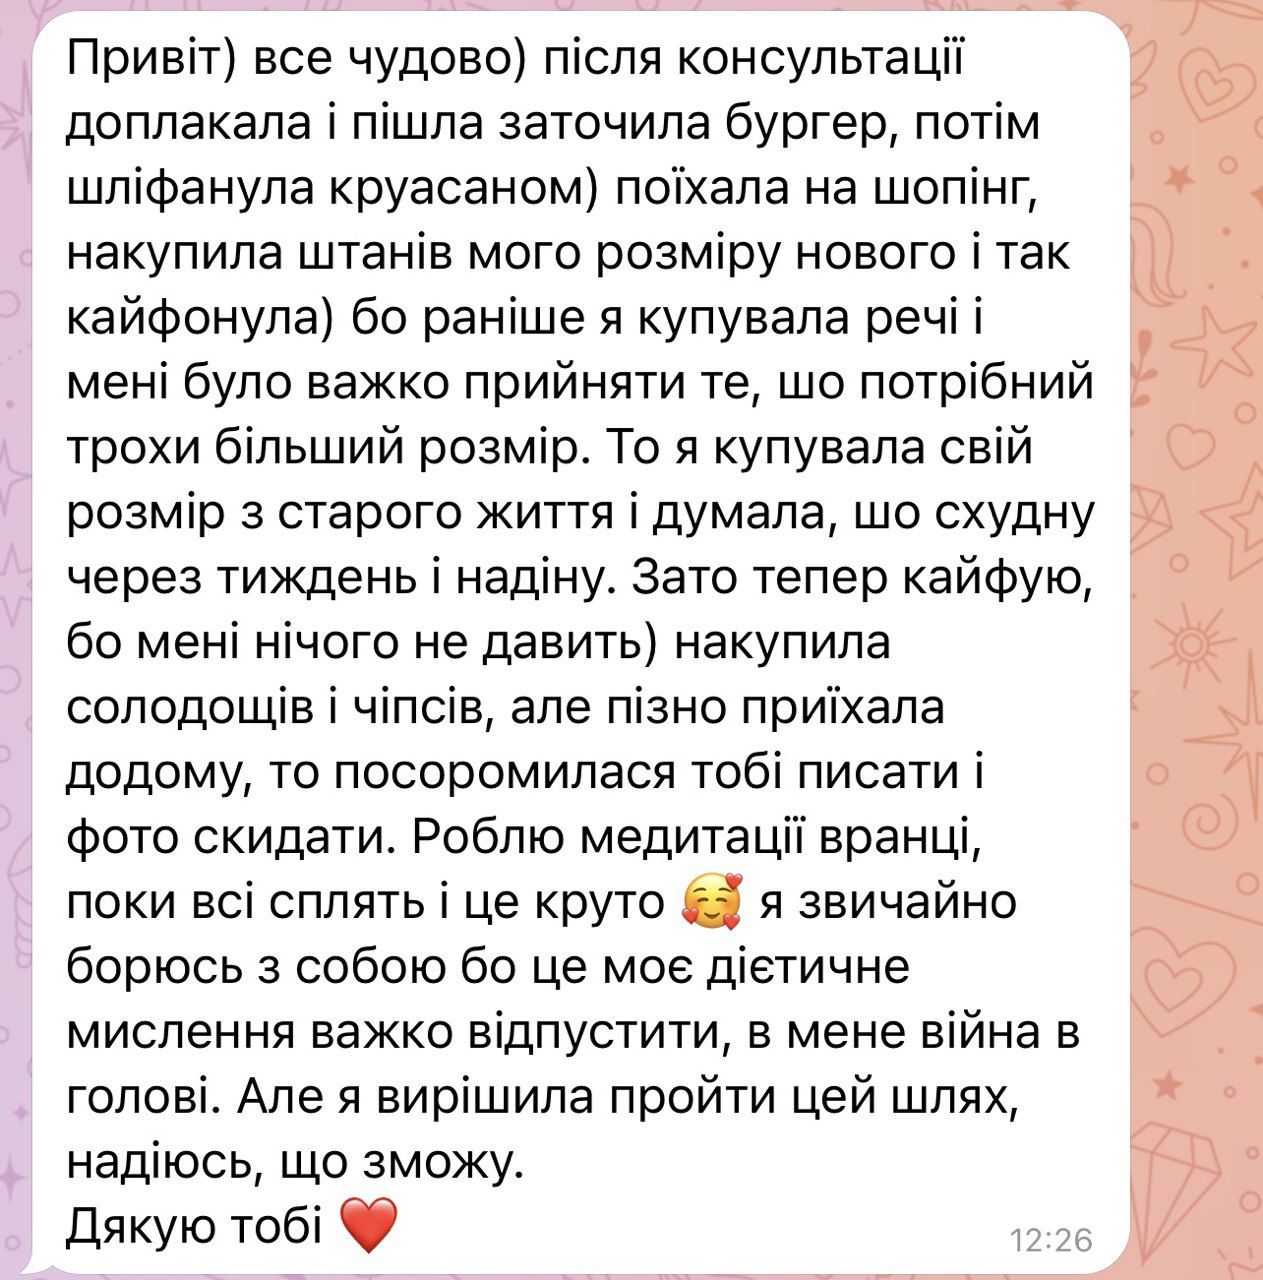 Привіт) все чудово) після консультації
доплакала і пішла заточила бургер, потім
шліфанула круасаном) поїхала на шопінг,
накупила штанів мого розміру нового і так
кайфонула) бо раніше я купувала речі і
мені було важко прийняти те, шо потрібний
трохи більший розмір. То я купувала свій
розмір з старого життя і думала, шо схудну
через тиждень і надіну. Зато тепер кайфую,
бо мені нічого не давить) накупила
солодощів і чіпсів, але пізно приїхала
додому, то посоромилася тобі писати і
фото скидати. Роблю медитації вранці,
поки всі сплять і це круто 🥰 я звичайно
борюсь з собою бо це моє дієтичне
мислення важко відпустити, в мене війна в
голові. Але я вирішила пройти цей шлях,
надіюсь, що зможу.
Дякую тобі ❤️
12:26